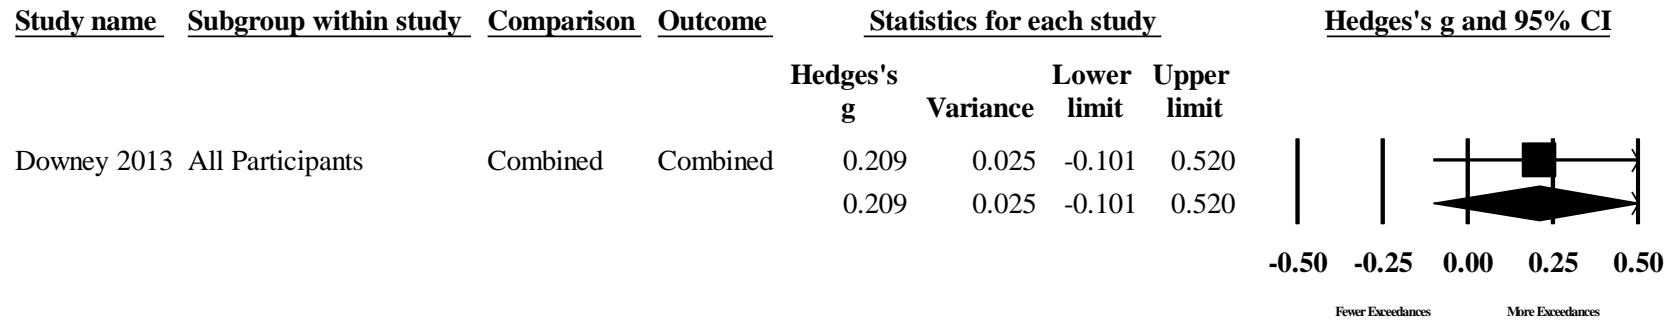 Study name Subgroup within study Comparison Outcome Statistics for each study Hedges's g and 95% CI
Hedges's Lower Upper
g Variance limit limit
Downey 2013 All Participants Combined Combined 0.209 0.025 -0.101 0.520
0.209 0.025 -0.101 0.520
-0.50 -0.25 0.00 0.25 0.50
Fewer Exceedances More Exceedances